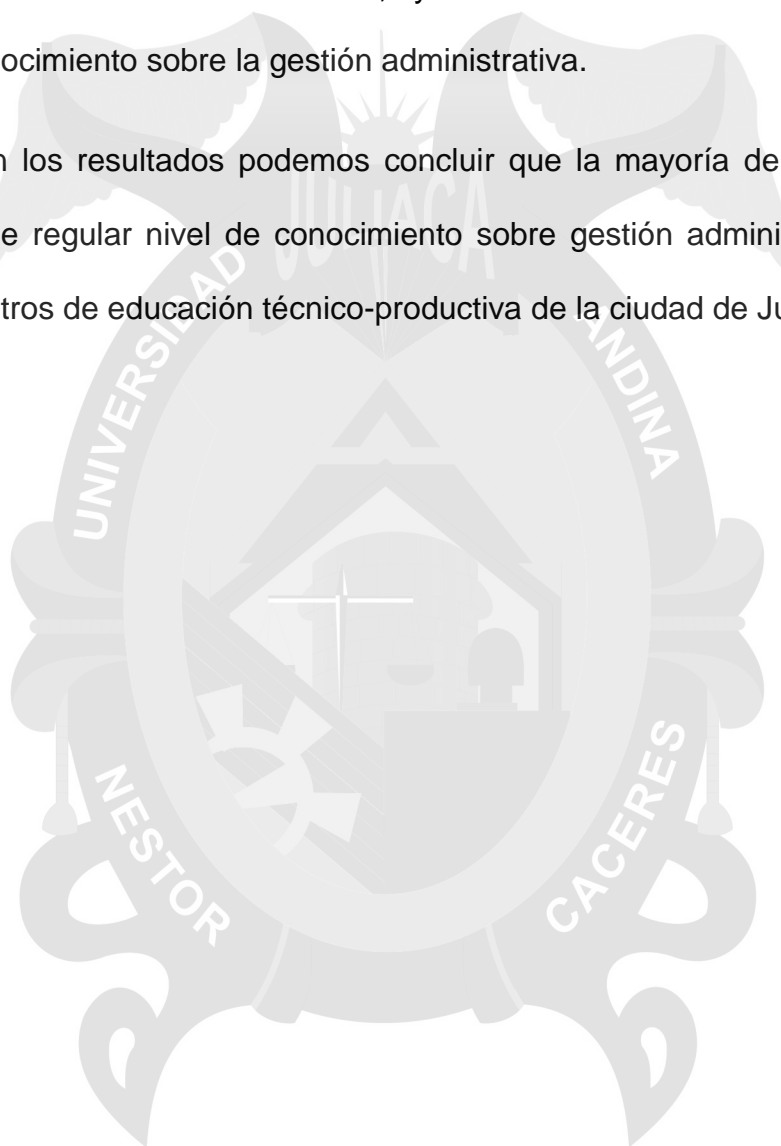 ocimiento sobre la gestión administrativa.
n los resultados podemos concluir que la mayoría de
e regular nivel de conocimiento sobre gestión admini
tros de educación técnico-productiva de la ciudad de Ju
JULIACA
UNIVERSIDAD
ANDINA
NESTOR
CACERES